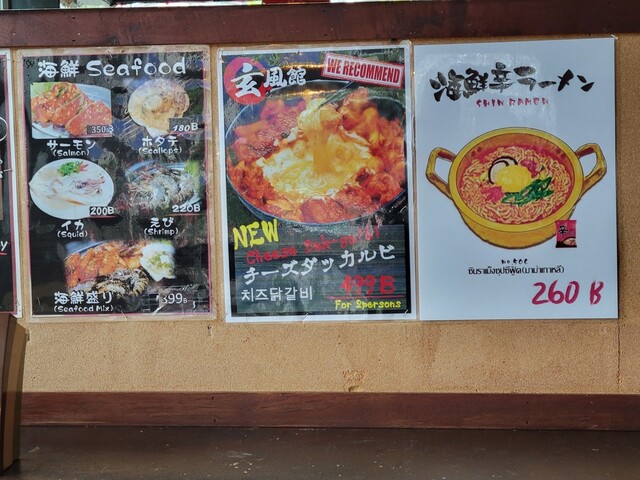 海鮮 Seafood
350B
サーモン
(Salmon)
180B
ホタテ
(Scallops)
200B
イカ
(Squid)
220B
えび
(Shrimp)
海鮮盛り
(Seafood Mix)
399B
玄風館
WE RECOMMEND
NEW
Cheese
チーズダッカルビ
치즈닭갈비
499B
For 2persons
海鮮辛ラーメン
SHIN RAMEN
辛
260 B